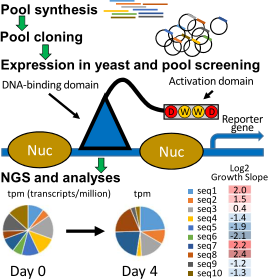 Pool synthesis
Pool cloning
Expression in yeast and pool screening
DNA-binding domain
Activation domain
D W W D
Reporter
gene
Nuc
Nuc
NGS and analyses
Log2
Growth Slope
tpm (transcripts/million)
tpm
seq1 2.0
seq2 1.5
seq3 0.4
seq4 -1.4
seq5 -1.9
seq6 -2.1
seq7 2.2
seq8 2.4
seq9 -1.2
seq10 -1.3
Day 0
Day 4